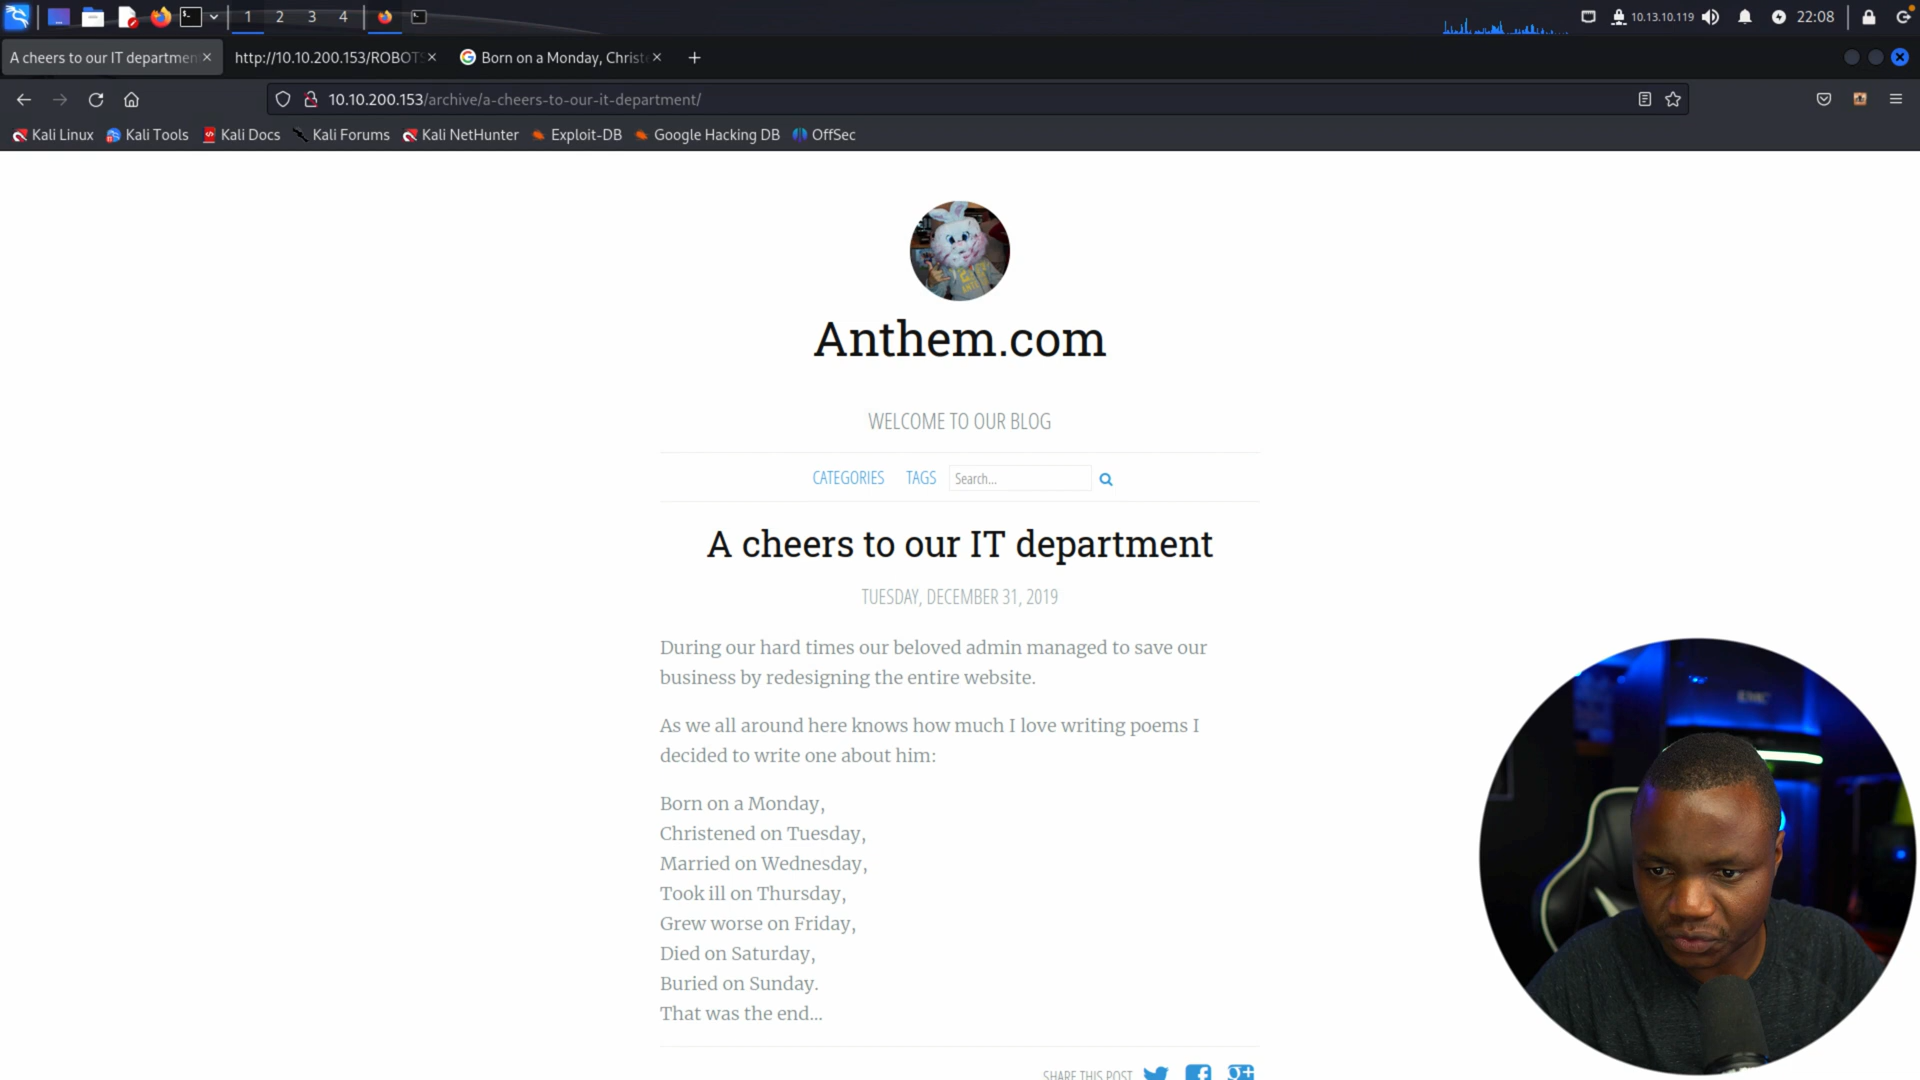 1 2 3 4 10.13.10.119 22:08
A cheers to our IT departmen http://10.10.200.153/ROBOT Born on a Monday, Christe
10.10.200.153/archive/a-cheers-to-our-it-department/
Kali Linux Kali Tools Kali Docs Kali Forums Kali NetHunter Exploit-DB Google Hacking DB OffSec
Anthem.com
WELCOME TO OUR BLOG
CATEGORIES TAGS Search...
A cheers to our IT department
TUESDAY, DECEMBER 31, 2019
During our hard times our beloved admin managed to save our
business by redesigning the entire website.
As we all around here knows how much I love writing poems I
decided to write one about him:
Born on a Monday,
Christened on Tuesday,
Married on Wednesday,
Took ill on Thursday,
Grew worse on Friday,
Died on Saturday,
Buried on Sunday.
That was the end...
SHARE THIS POST